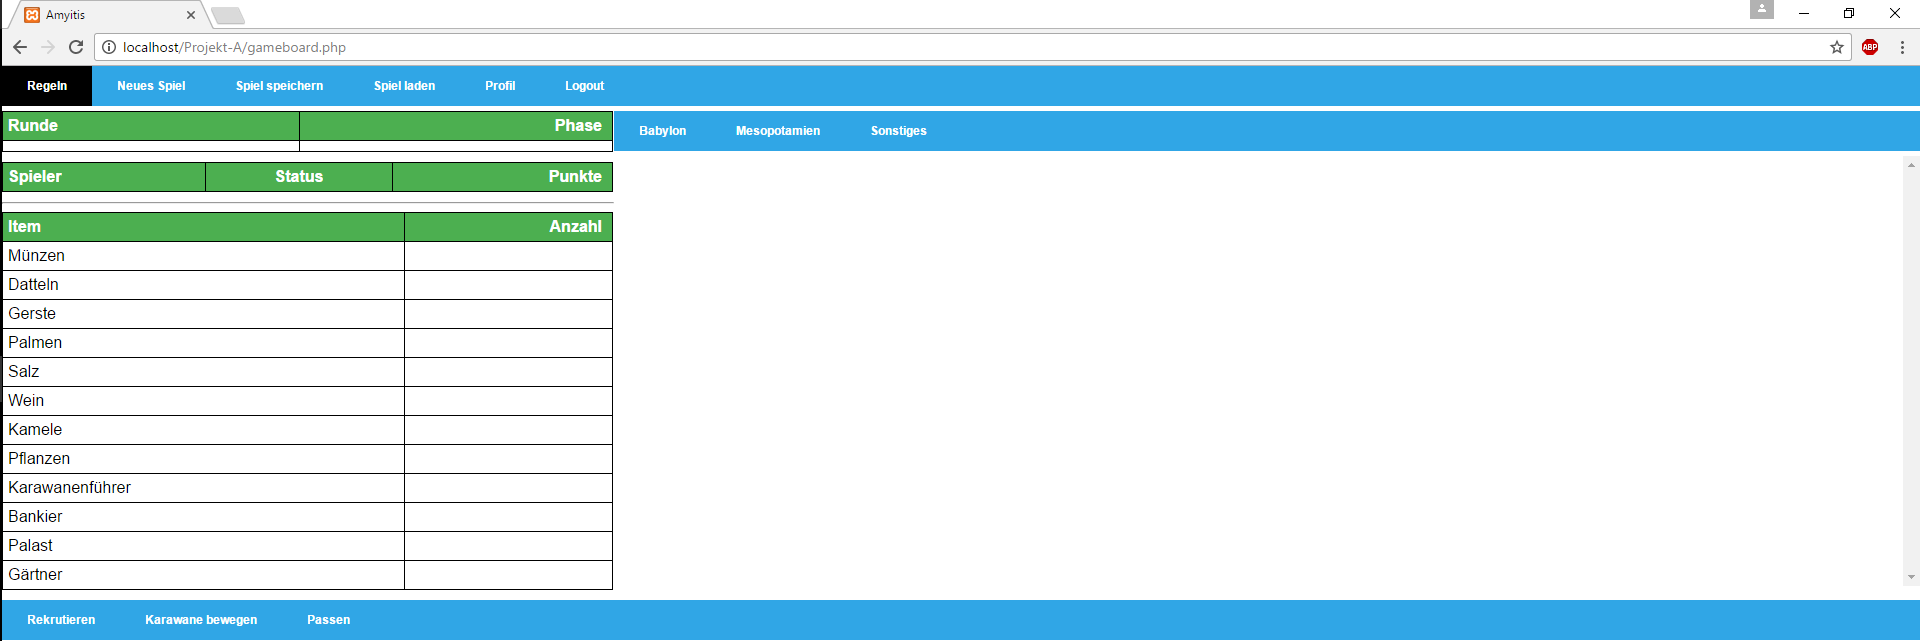 Amyitis
localhost/Projekt-A/gameboard.php
ABP
Regeln Neues Spiel Spiel speichern Spiel laden Profil Logout
Runde Phase
Babylon Mesopotamien Sonstiges
Spieler Status Punkte
Item Anzahl
Münzen
Datteln
Gerste
Palmen
Salz
Wein
Kamele
Pflanzen
Karawanenführer
Bankier
Palast
Gärtner
Rekrutieren Karawane bewegen Passen